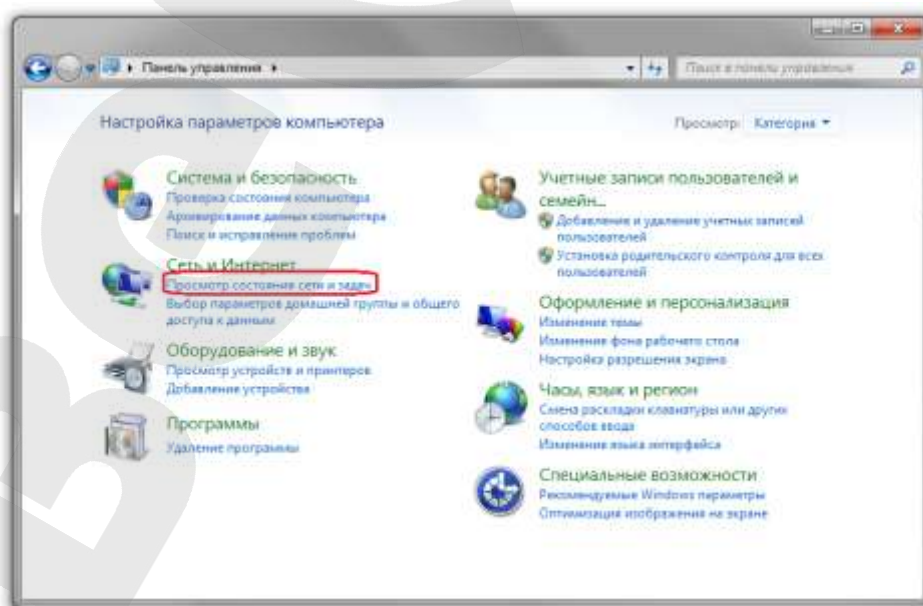 Панель управления
Поиск в панели управления
Настройка параметров компьютера
Просмотр: Категория
Система и безопасность
Проверка состояния компьютера
Архивирование данных компьютера
Поиск и исправление проблем
Сеть и Интернет
Просмотр состояния сети и задач
Выбор параметров домашней группы и общего
доступа к данным
Оборудование и звук
Просмотр устройств и принтеров
Добавление устройства
Программы
Удаление программы
Учетные записи пользователей и
семейн...
Добавление и удаление учетных записей
пользователей
Установка родительского контроля для всех
пользователей
Оформление и персонализация
Изменение темы
Изменение фона рабочего стола
Настройка разрешения экрана
Часы, язык и регион
Смена раскладки клавиатуры или других
способов ввода
Изменение языка интерфейса
Специальные возможности
Рекомендуемые Windows параметры
Оптимизация изображения на экране